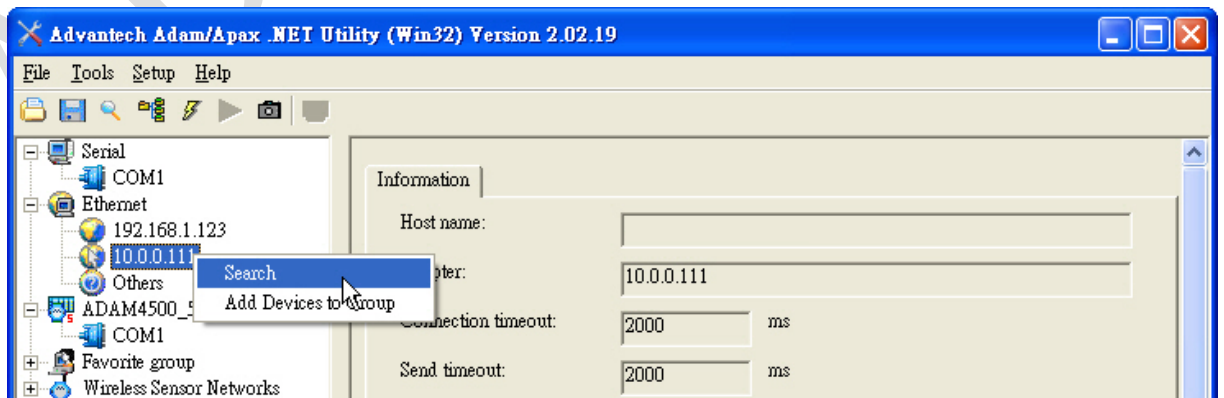 Advantech Adam/Apax .NET Utility (Win32) Version 2.02.19
File Tools Setup Help
Serial
COM1
Ethernet
192.168.1.123
10.0.0.111
Others
ADAM4500_
COM1
Favorite group
Wireless Sensor Networks
Search
Add Devices to Group
Information
Host name:
pter: 10.0.0.111
Connection timeout: 2000 ms
Send timeout: 2000 ms